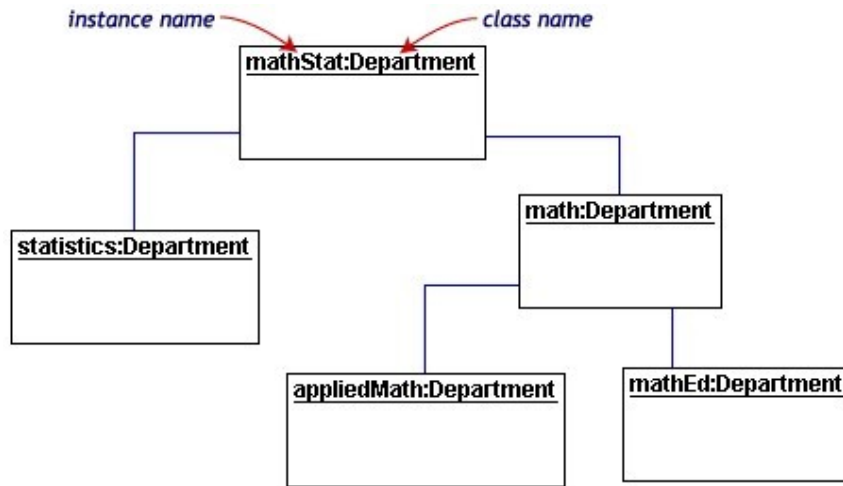 instance name
class name
mathStat:Department
math:Department
statistics:Department
appliedMath:Department
mathEd:Department